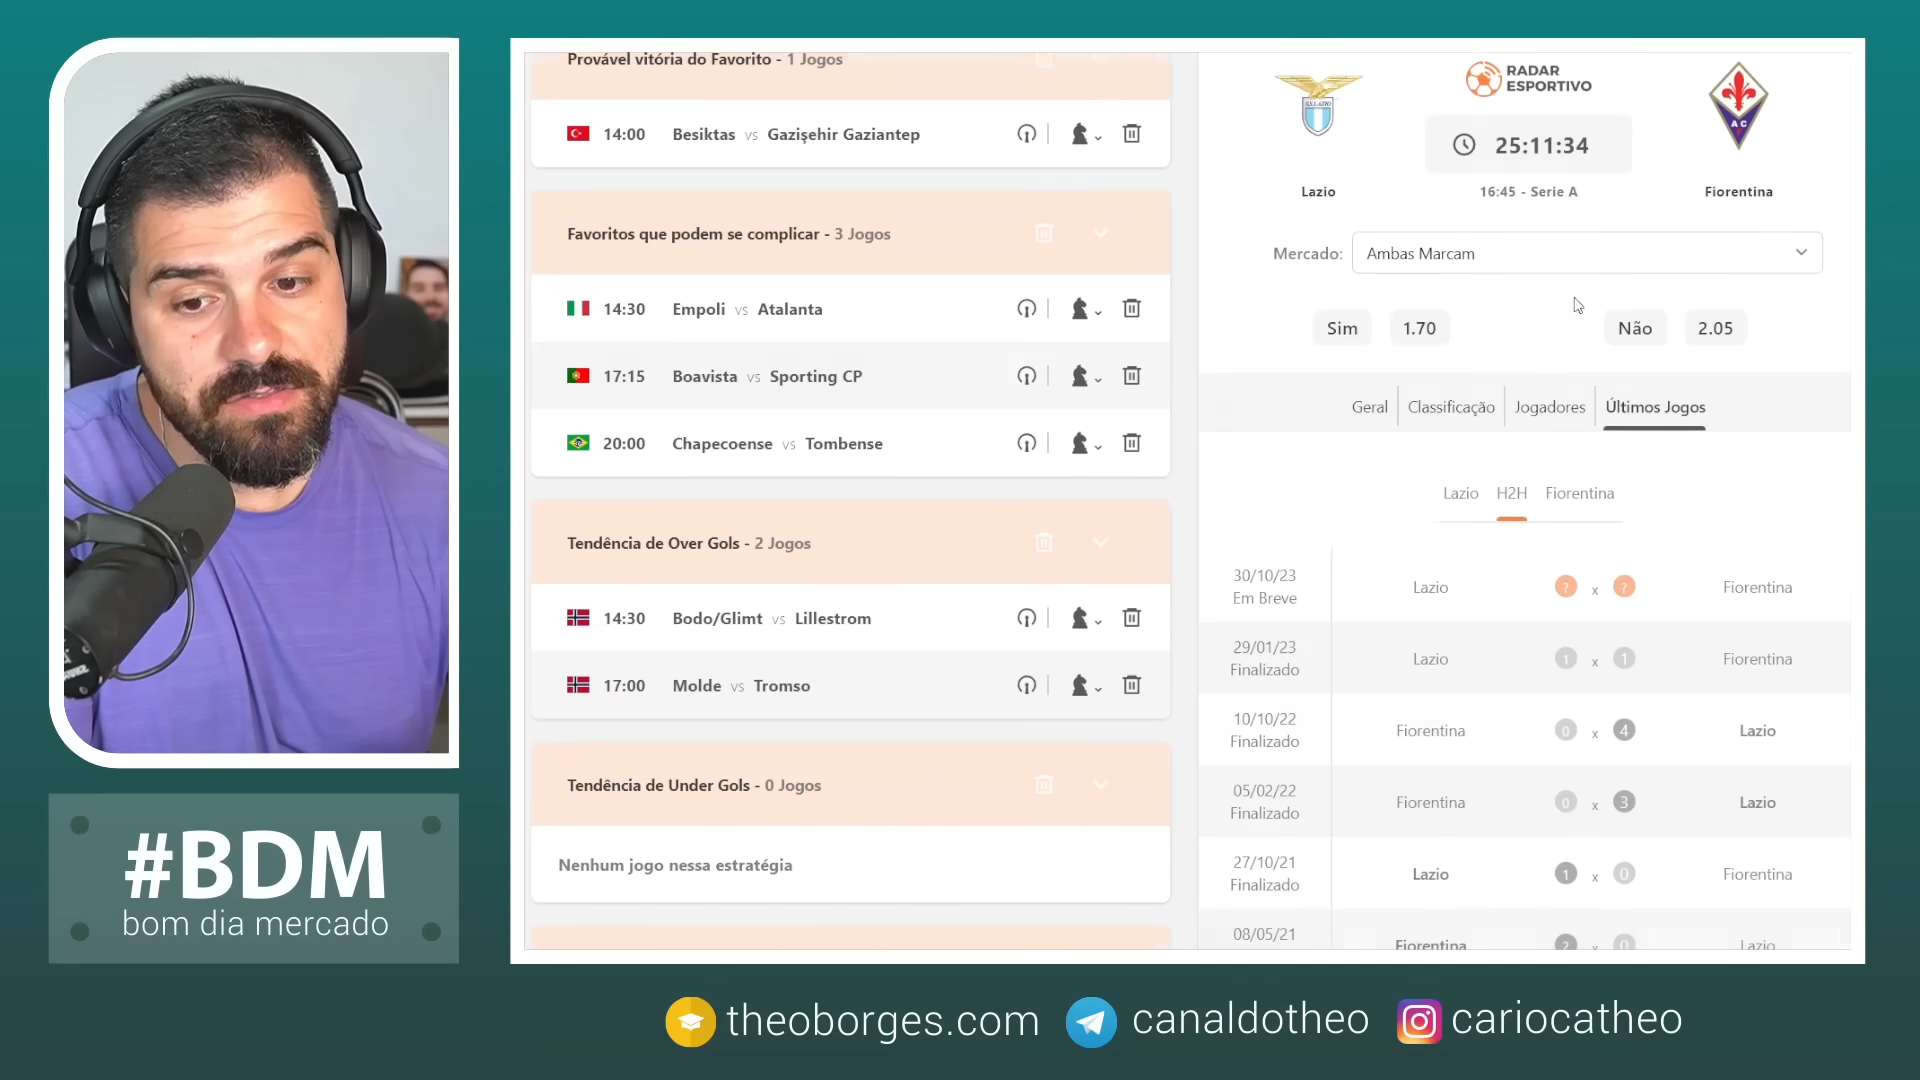 Provável vitória do Favorito - 1 Jogos
14:00 Besiktas vs Gazişehir Gaziantep
Favoritos que podem se complicar - 3 Jogos
14:30 Empoli vs Atalanta
17:15 Boavista vs Sporting CP
20:00 Chapecoense vs Tombense
Tendência de Over Gols - 2 Jogos
14:30 Bodo/Glimt vs Lillestrom
17:00 Molde vs Tromso
Tendência de Under Gols - 0 Jogos
Nenhum jogo nessa estratégia
RADAR
ESPORTIVO
S.S.LAZIO
AC
25:11:34
Lazio 16:45 - Serie A Fiorentina
Mercado: Ambas Marcam
Sim 1.70 Não 2.05
Geral Classificação Jogadores Últimos Jogos
Lazio H2H Fiorentina
30/10/23
Em Breve
Lazio ? x ? Fiorentina
29/01/23
Finalizado
Lazio 1 x 1 Fiorentina
10/10/22
Finalizado
Fiorentina 0 x 4 Lazio
05/02/22
Finalizado
Fiorentina 0 x 3 Lazio
27/10/21
Finalizado
Lazio 1 x 0 Fiorentina
08/05/21
Fiorentina 2 x 0 Lazio
#BDM
bom dia mercado
theoborges.com canaldotheo cariocatheo